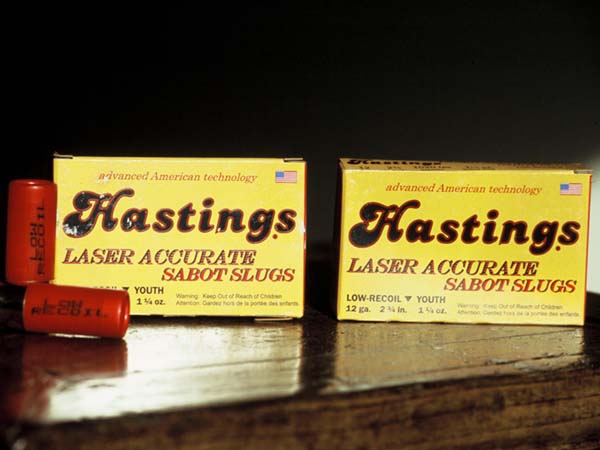 advanced American technology
Hastings
LASER ACCURATE
SABOT SLUGS
YOUTH
1 ¼ oz.
Warning: Keep Out of Reach of Children
Attention: Gardez hors de la portée des enfants
LOW
RECOIL
LOW
RECOIL
Hastings
advanced American technology
Hastings
LASER ACCURATE
SABOT SLUGS
LOW-RECOIL ▼ YOUTH
12 ga. 2 ¾ in. 1 ¼ oz.
Warning: Keep Out of Reach of Children
Attention: Gardez hors de la portée des enfants